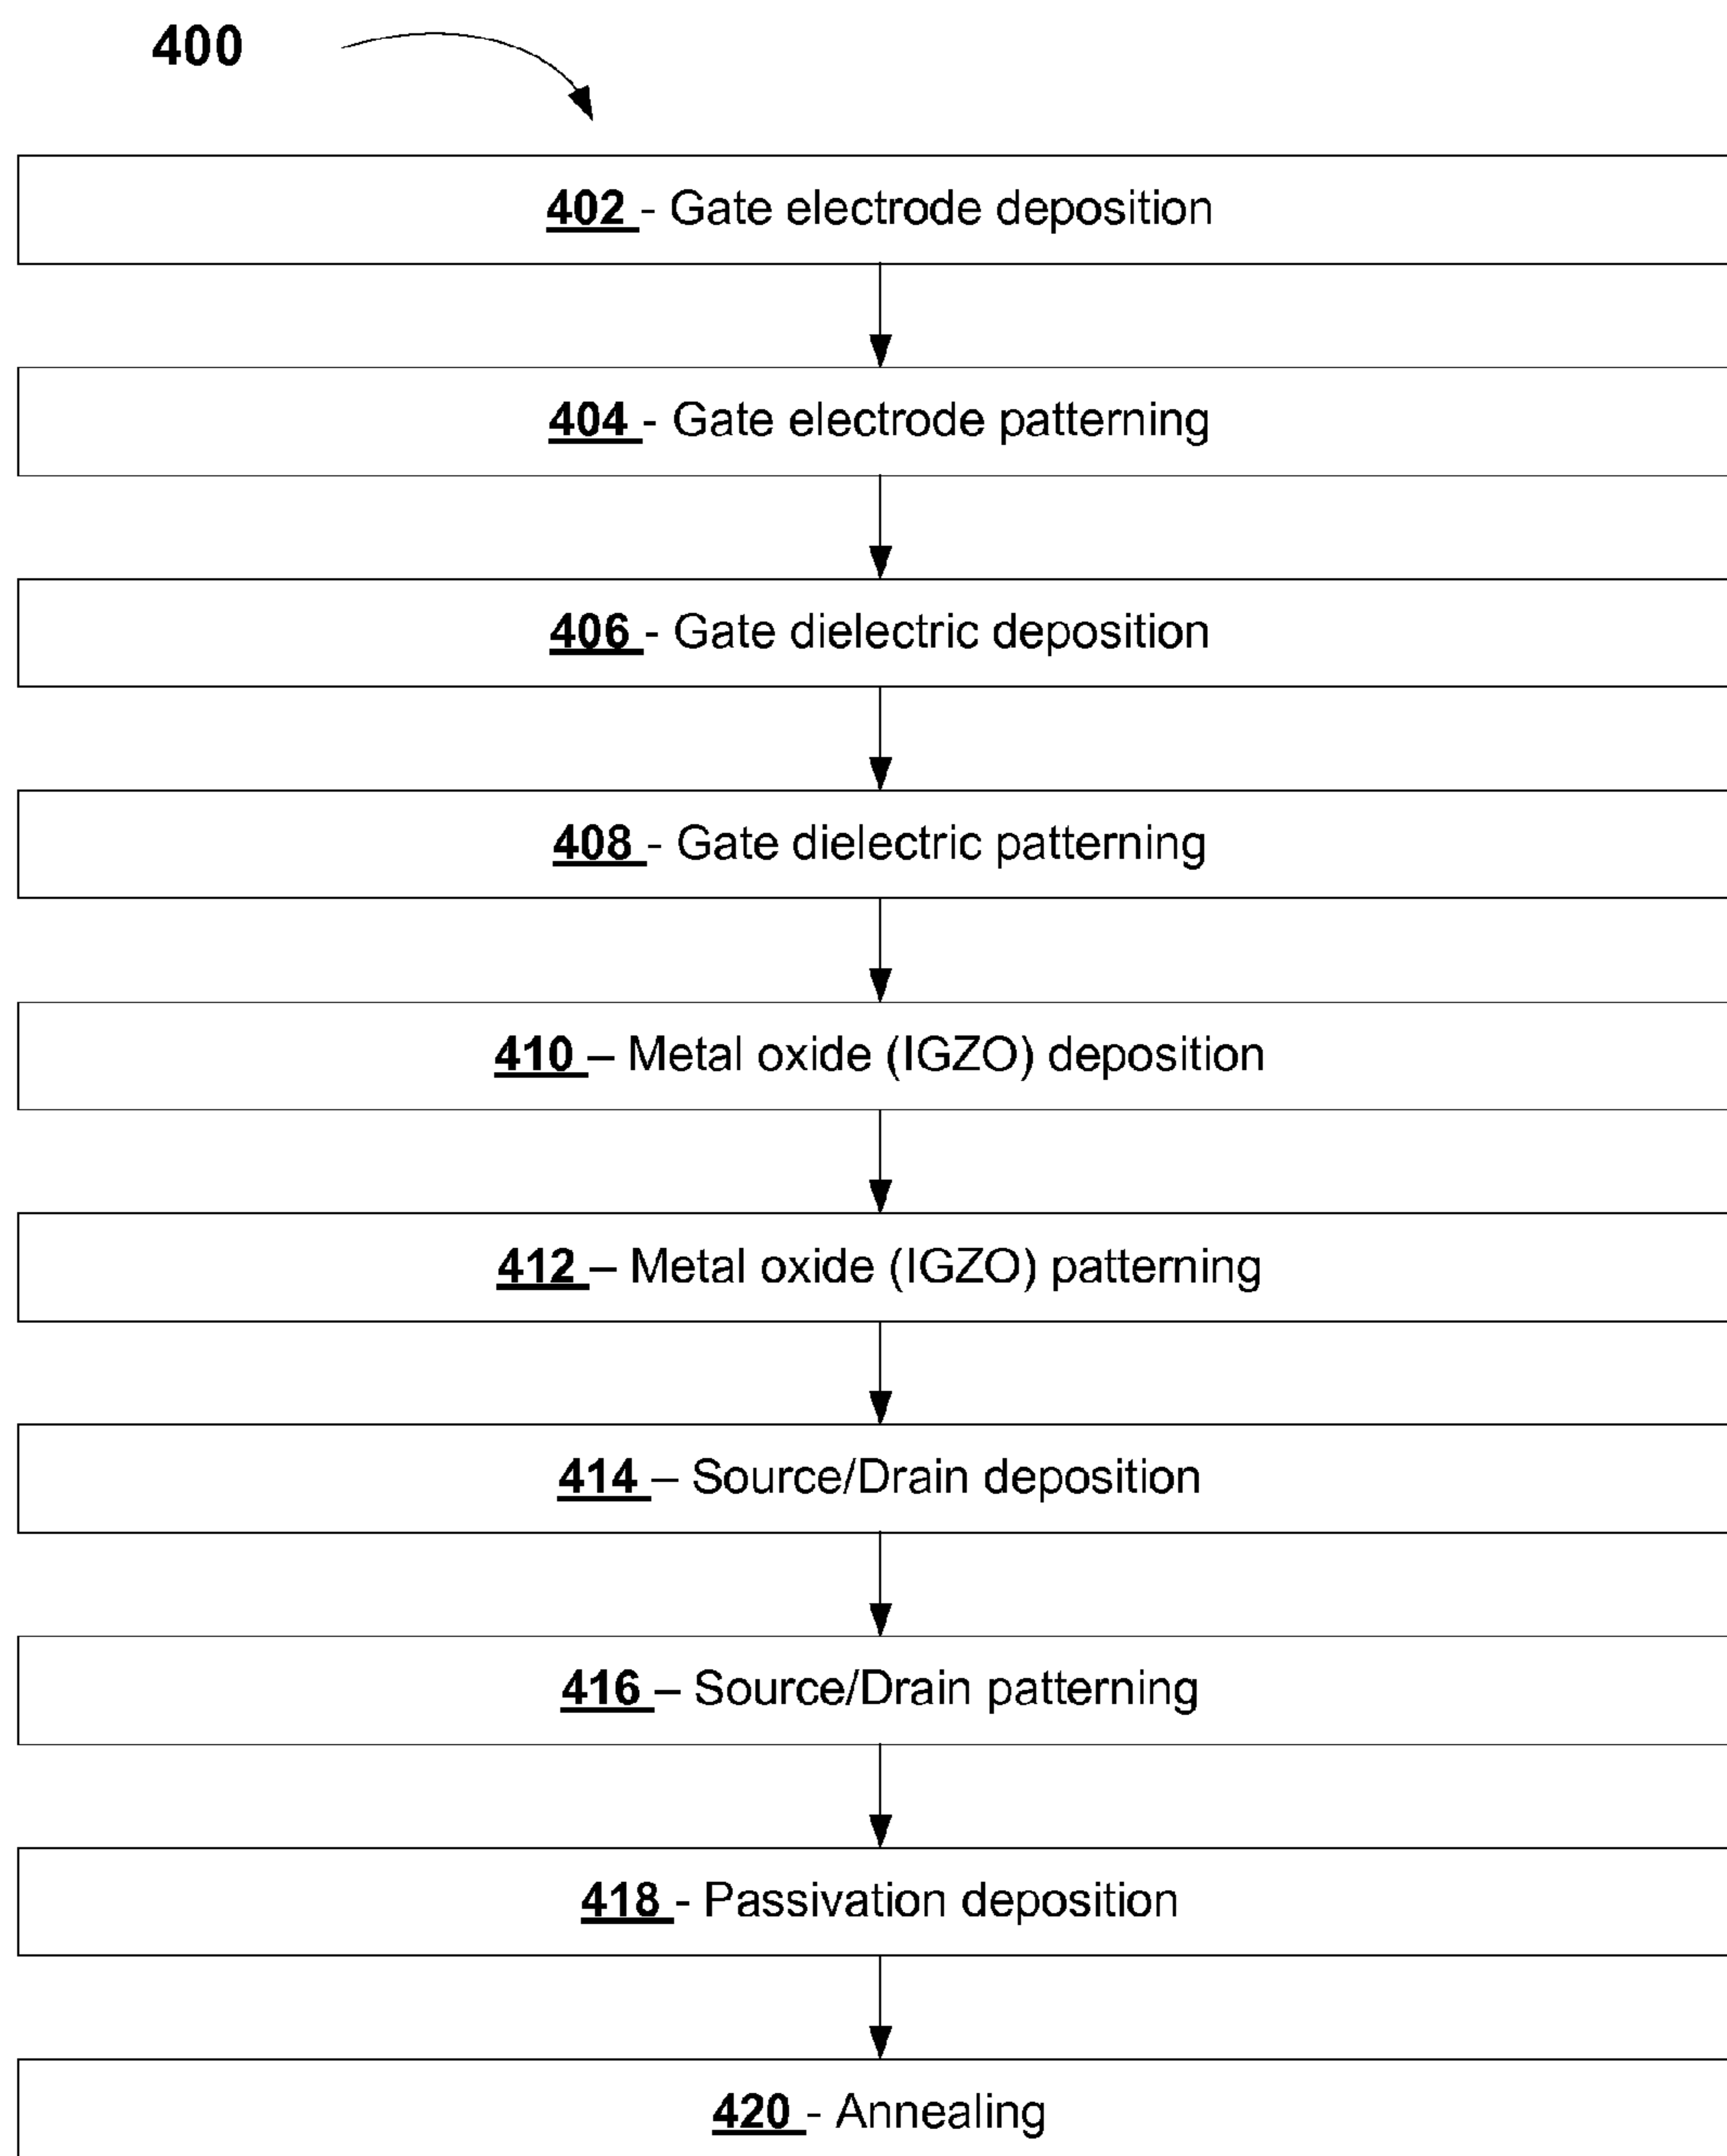 400
402 - Gate electrode deposition
404 - Gate electrode patterning
406 - Gate dielectric deposition
408 - Gate dielectric patterning
410 – Metal oxide (IGZO) deposition
412 – Metal oxide (IGZO) patterning
414 – Source/Drain deposition
416 – Source/Drain patterning
418 - Passivation deposition
420 - Annealing